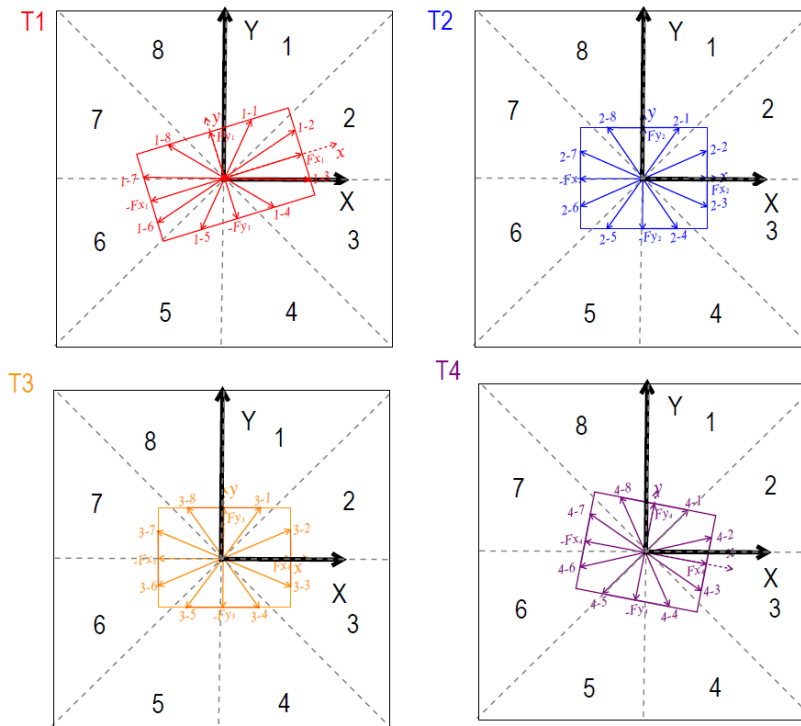 T1
Y
8
1
7
2
y
Fy₁
1-1
1-2
1-8
x
Fx₁
1-7
1-3
X
-Fx₁
1-6
1-5
-Fy₁
1-4
6
3
5
4
T2
Y
8
1
7
2
y
2-8
Fy₂
2-1
2-7
2-2
x
Fx₂
X
2-6
2-3
2-5
-Fy₂
2-4
6
3
5
4
T3
Y
8
1
7
2
y
3-8
Fy₃
3-1
3-7
3-2
-Fx₃
x
X
3-6
3-3
3-5
-Fy₃
3-4
6
3
5
4
T4
Y
8
1
7
2
y
4-8
Fy₄
4-1
4-7
4-2
-Fx₄
x
Fx₄
X
4-6
4-3
4-5
-Fy₄
4-4
6
3
5
4